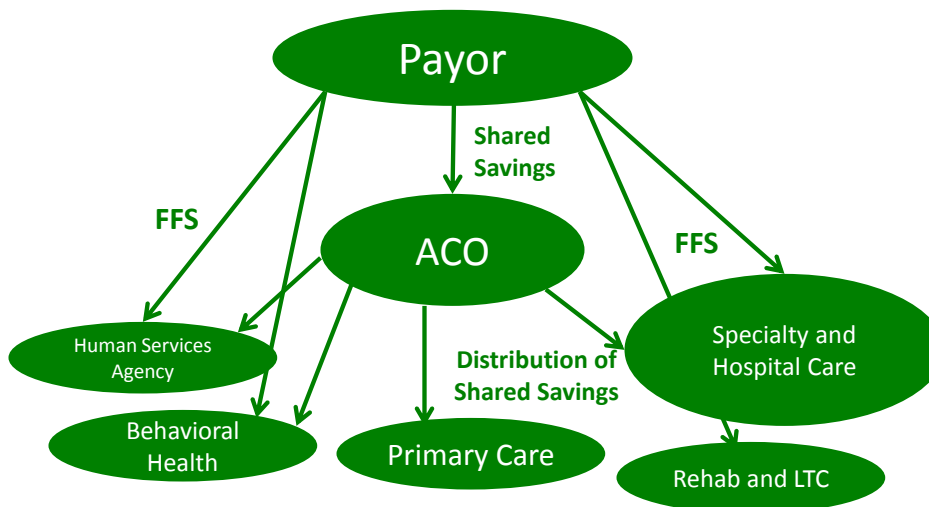 Payor
Shared
Savings
FFS
ACO
FFS
Human Services
Agency
Specialty and
Hospital Care
Distribution of
Shared Savings
Behavioral
Health
Primary Care
Rehab and LTC